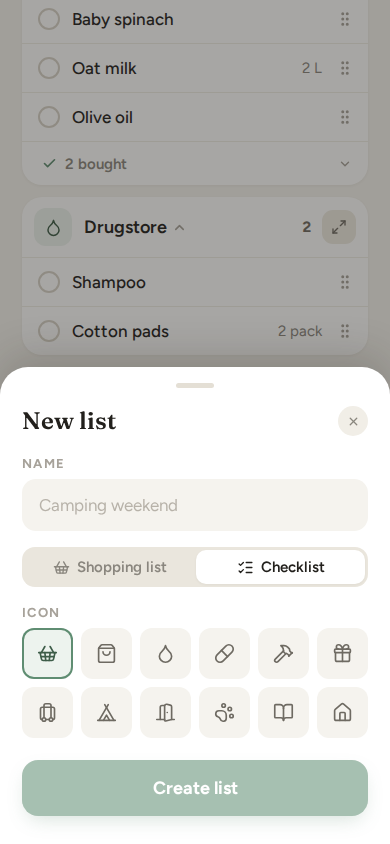 Baby spinach
Oat milk 2 L
Olive oil
2 bought
Drugstore 2
Shampoo
Cotton pads 2 pack
New list
NAME
Camping weekend
Shopping list Checklist
ICON
Create list